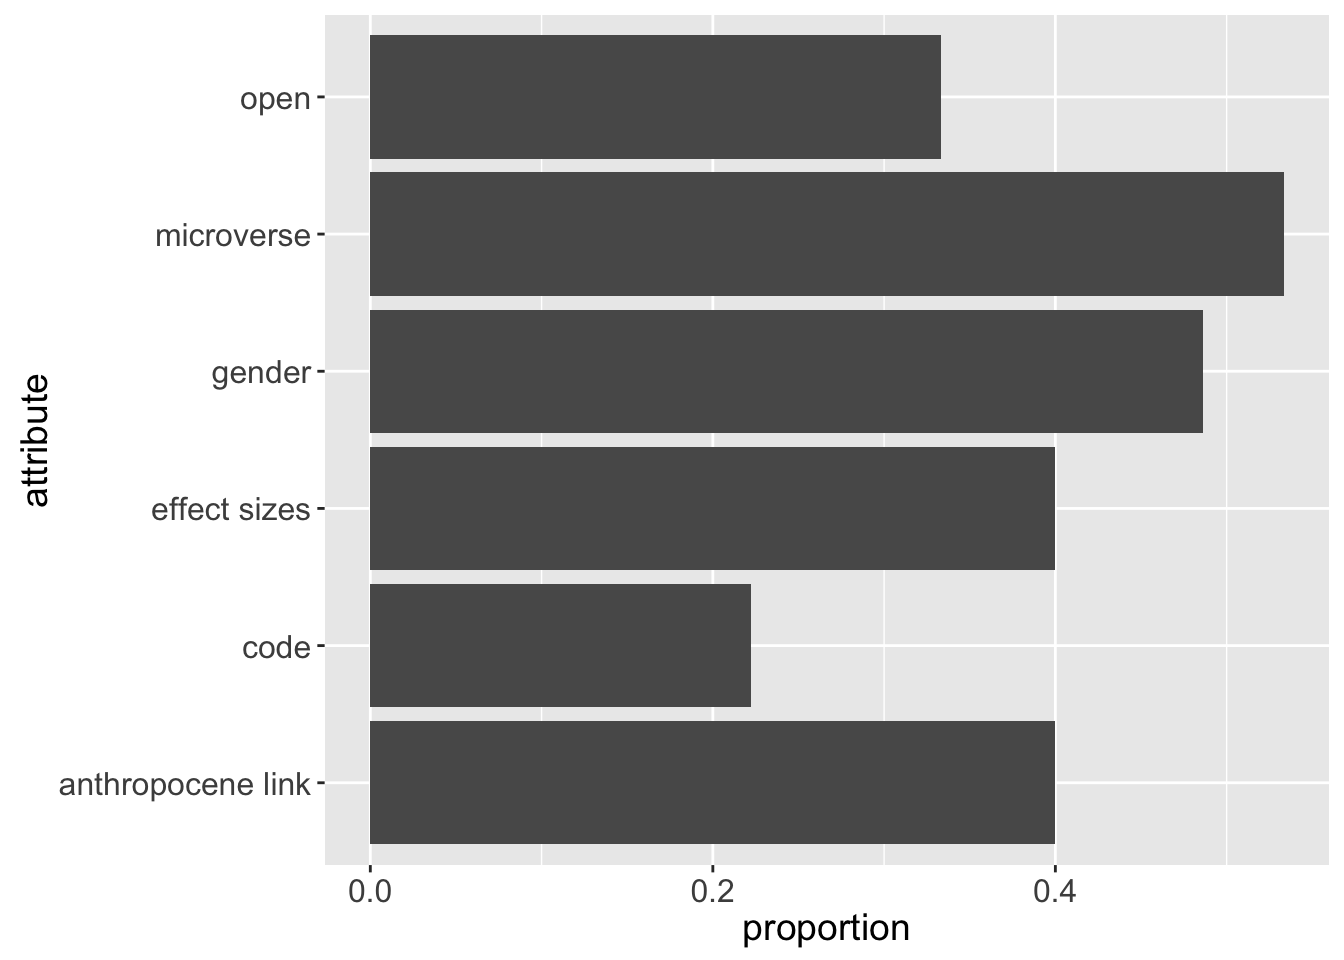 open
microverse
gender
effect sizes
code
anthropocene link
attribute
0.0 0.2 0.4
proportion